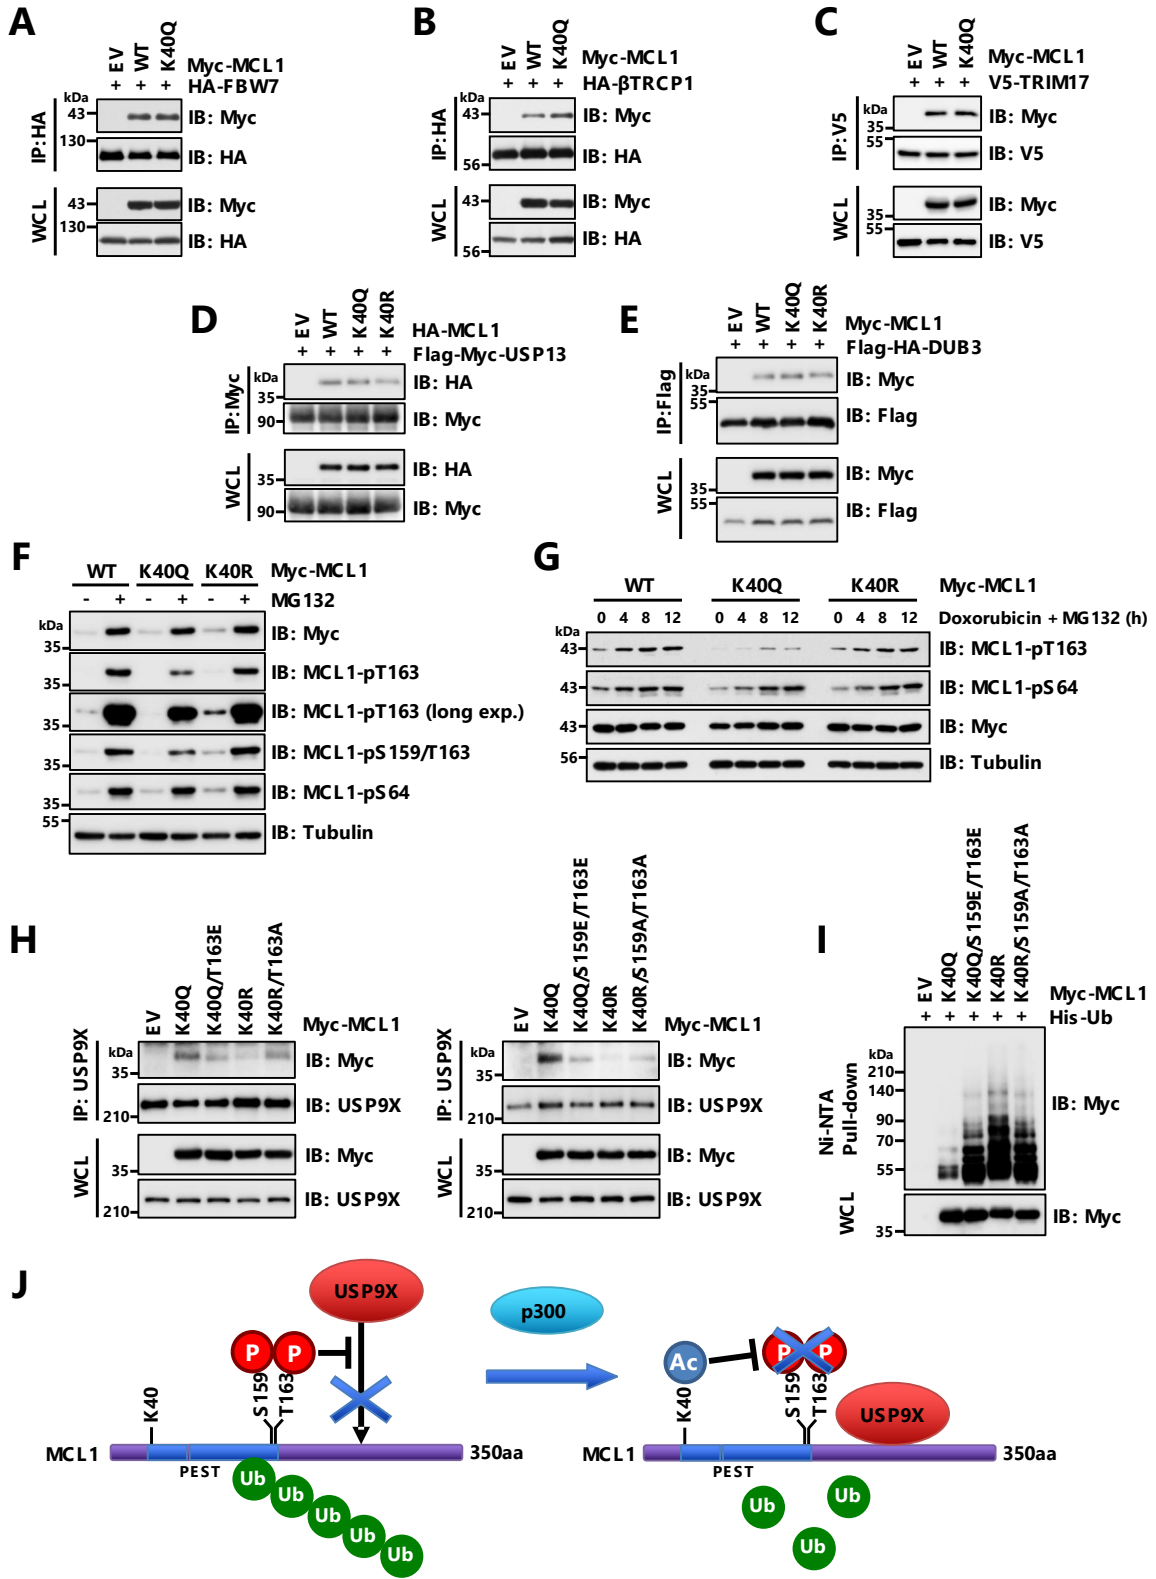 A
EV
WT
K40Q
Myc-MCL1
+ + + HA-FBW7
kDa
IP:HA
43
IB: Myc
130
IB: HA
WCL
43
IB: Myc
130
IB: HA
B
EV
WT
K40Q
Myc-MCL1
+ + + HA-βTRCP1
kDa
IP:HA
43
IB: Myc
56
IB: HA
WCL
43
IB: Myc
56
IB: HA
C
EV
WT
K40Q
Myc-MCL1
+ + + V5-TRIM17
kDa
IP:V5
35
IB: Myc
55
IB: V5
WCL
35
IB: Myc
55
IB: V5
D
EV
WT
K40Q
K40R
HA-MCL1
+ + + + Flag-Myc-USP13
kDa
IP:Myc
35
IB: HA
90
IB: Myc
WCL
35
IB: HA
90
IB: Myc
E
EV
WT
K40Q
K40R
Myc-MCL1
+ + + + Flag-HA-DUB3
kDa
IP:Flag
35
IB: Myc
55
IB: Flag
WCL
35
IB: Myc
55
IB: Flag
F
WT K40Q K40R Myc-MCL1
- + - + - + MG132
kDa
35
IB: Myc
35
IB: MCL1-pT163
35
IB: MCL1-pT163 (long exp.)
35
IB: MCL1-pS159/T163
35
IB: MCL1-pS64
55
IB: Tubulin
G
WT K40Q K40R Myc-MCL1
0 4 8 12 0 4 8 12 0 4 8 12 Doxorubicin + MG132 (h)
kDa
43
IB: MCL1-pT163
43
IB: MCL1-pS64
43
IB: Myc
56
IB: Tubulin
H
EV
K40Q
K40Q/T163E
K40R
K40R/T163A
Myc-MCL1
kDa
IP: USP9X
35
IB: Myc
210
IB: USP9X
WCL
35
IB: Myc
210
IB: USP9X
EV
K40Q
K40Q/S159E/T163E
K40R
K40R/S159A/T163A
Myc-MCL1
kDa
IP: USP9X
35
IB: Myc
210
IB: USP9X
WCL
35
IB: Myc
210
IB: USP9X
I
EV
K40Q
K40Q/S159E/T163E
K40R
K40R/S159A/T163A
Myc-MCL1
+ + + + + His-Ub
kDa
Ni-NTA
Pull-down
210
140
90
70
55
IB: Myc
WCL
35
IB: Myc
J
USP9X
P P
K40
S159
T163
MCL1
350aa
PEST
Ub
Ub
Ub
Ub
Ub
p300
Ac
P P
K40
S159
T163
USP9X
MCL1
350aa
PEST
Ub
Ub
Ub